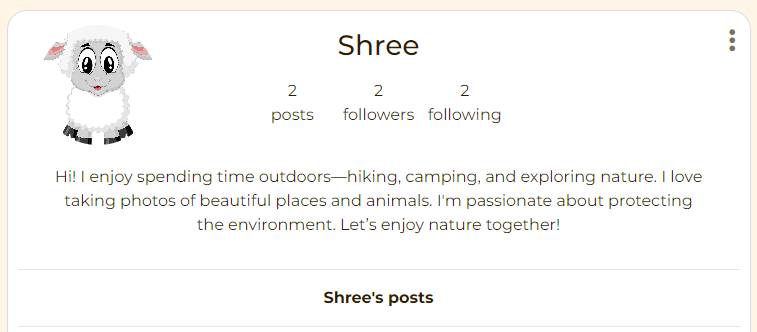 Shree
2 2 2
posts followers following
Hi! I enjoy spending time outdoors—hiking, camping, and exploring nature. I love
taking photos of beautiful places and animals. I'm passionate about protecting
the environment. Let’s enjoy nature together!
Shree's posts